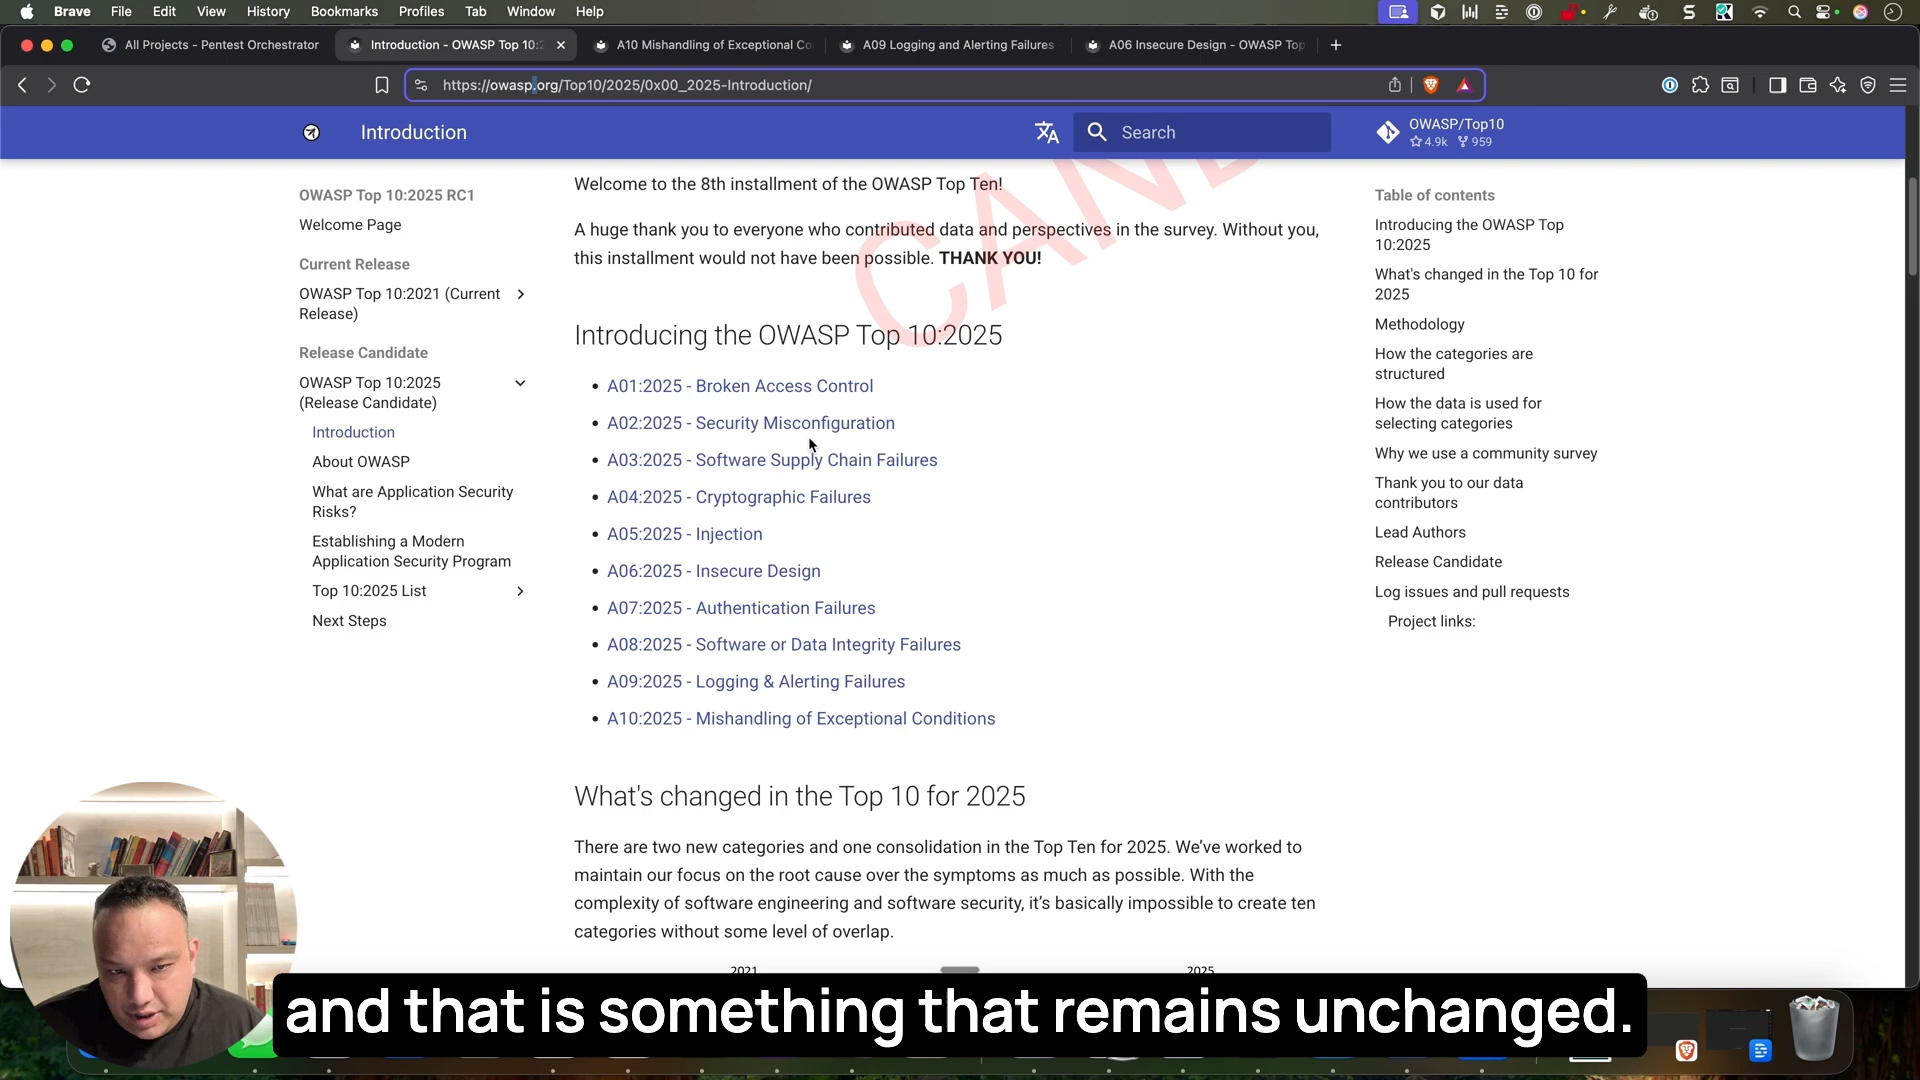 Brave File Edit View History Bookmarks Profiles Tab Window Help
All Projects - Pentest Orchestrator
Introduction - OWASP Top 10:2
A10 Mishandling of Exceptional Co
A09 Logging and Alerting Failures
A06 Insecure Design - OWASP Top
https://owasp.org/Top10/2025/0x00_2025-Introduction/
Introduction
Search
OWASP/Top10
4.9k 959
OWASP Top 10:2025 RC1
Welcome Page
Current Release
OWASP Top 10:2021 (Current
Release)
Release Candidate
OWASP Top 10:2025
(Release Candidate)
Introduction
About OWASP
What are Application Security
Risks?
Establishing a Modern
Application Security Program
Top 10:2025 List
Next Steps
Welcome to the 8th installment of the OWASP Top Ten!
A huge thank you to everyone who contributed data and perspectives in the survey. Without you,
this installment would not have been possible. THANK YOU!
Introducing the OWASP Top 10:2025
A01:2025 - Broken Access Control
A02:2025 - Security Misconfiguration
A03:2025 - Software Supply Chain Failures
A04:2025 - Cryptographic Failures
A05:2025 - Injection
A06:2025 - Insecure Design
A07:2025 - Authentication Failures
A08:2025 - Software or Data Integrity Failures
A09:2025 - Logging & Alerting Failures
A10:2025 - Mishandling of Exceptional Conditions
What's changed in the Top 10 for 2025
There are two new categories and one consolidation in the Top Ten for 2025. We've worked to
maintain our focus on the root cause over the symptoms as much as possible. With the
complexity of software engineering and software security, it's basically impossible to create ten
categories without some level of overlap.
2021 2025
Table of contents
Introducing the OWASP Top
10:2025
What's changed in the Top 10 for
2025
Methodology
How the categories are
structured
How the data is used for
selecting categories
Why we use a community survey
Thank you to our data
contributors
Lead Authors
Release Candidate
Log issues and pull requests
Project links:
and that is something that remains unchanged.